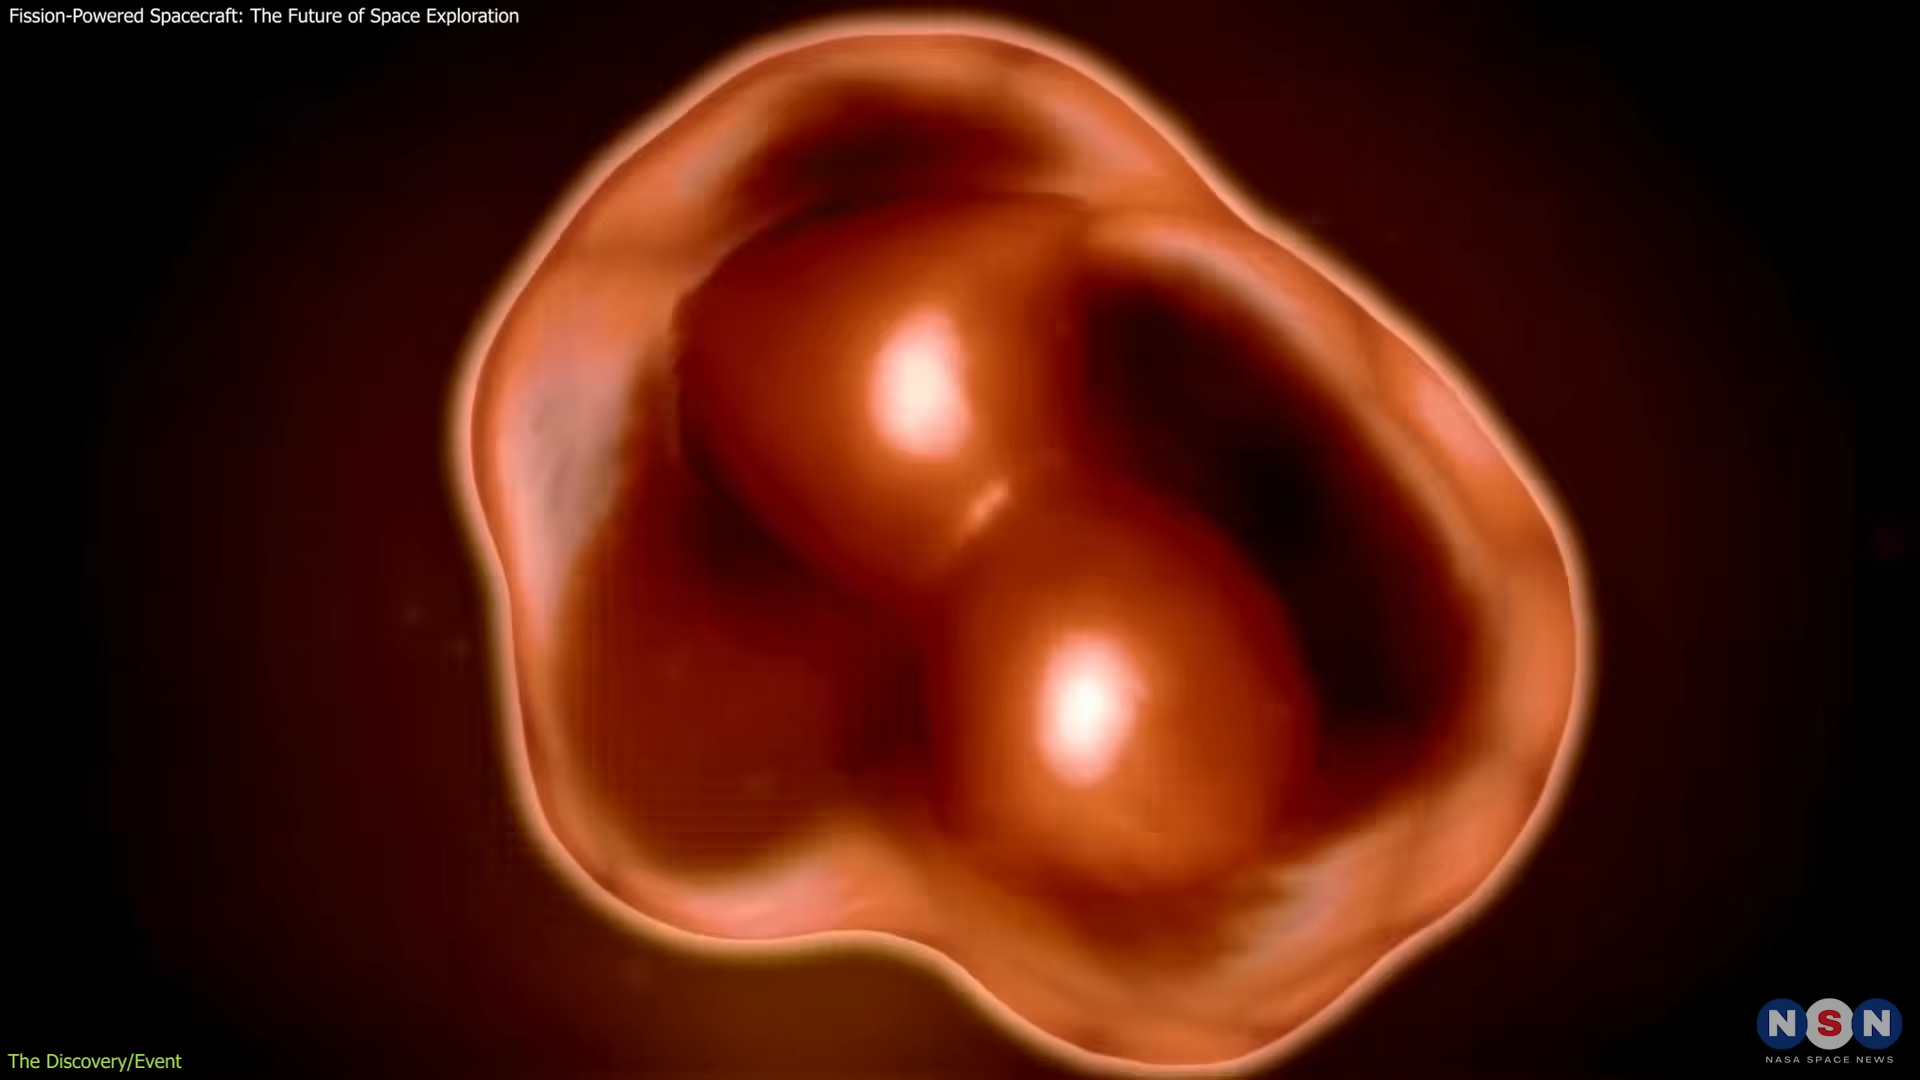 Fission-Powered Spacecraft: The Future of Space Exploration
The Discovery/Event
NSN
NASA SPACE NEWS